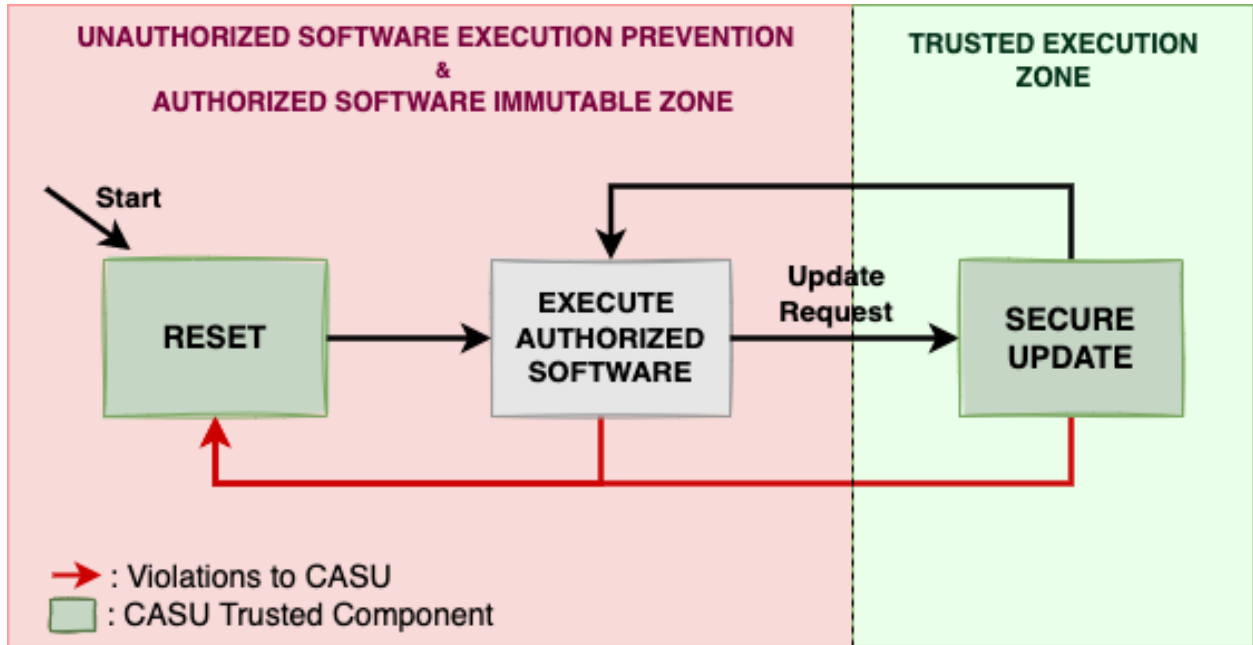 UNAUTHORIZED SOFTWARE EXECUTION PREVENTION
&
AUTHORIZED SOFTWARE IMMUTABLE ZONE
TRUSTED EXECUTION
ZONE
Start
RESET
EXECUTE
AUTHORIZED
SOFTWARE
Update
Request
SECURE
UPDATE
: Violations to CASU
: CASU Trusted Component